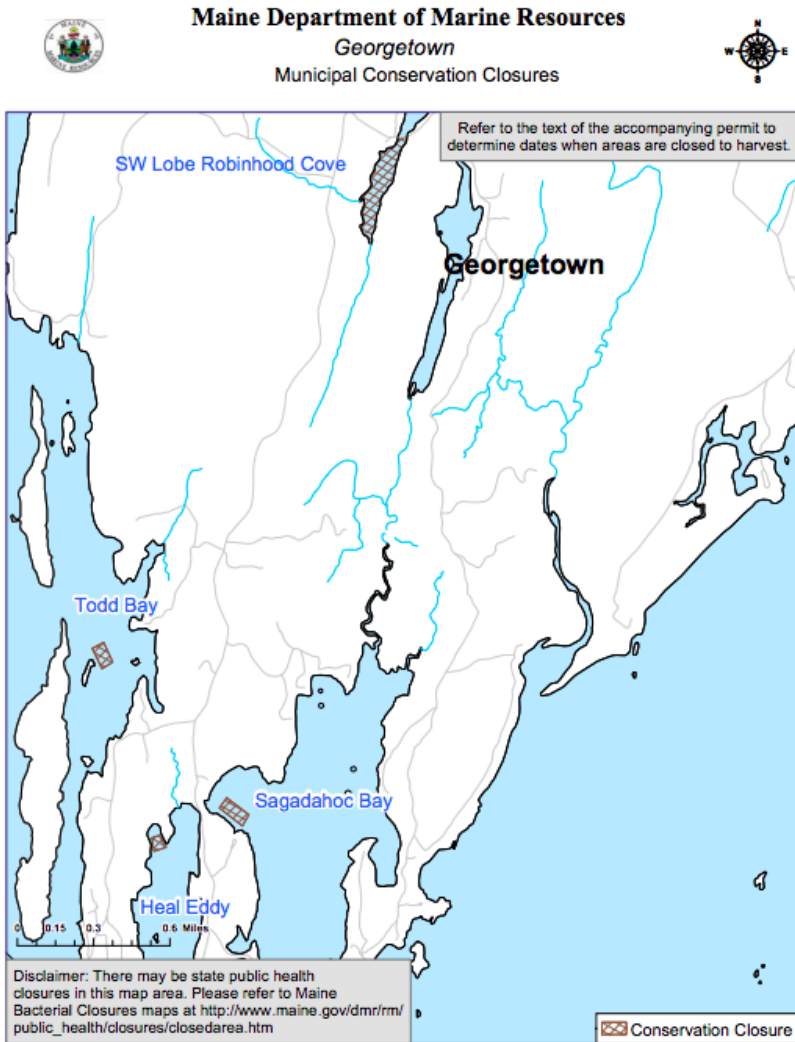 Maine Department of Marine Resources
Georgetown
Municipal Conservation Closures
N
W E
S
Refer to the text of the accompanying permit to
determine dates when areas are closed to harvest.
SW Lobe Robinhood Cove
Georgetown
Todd Bay
Sagadahoc Bay
Heal Eddy
0 0.15 0.3 0.6 Miles
Disclaimer: There may be state public health
closures in this map area. Please refer to Maine
Bacterial Closures maps at http://www.maine.gov/dmr/rm/
public_health/closures/closedarea.htm
Conservation Closure